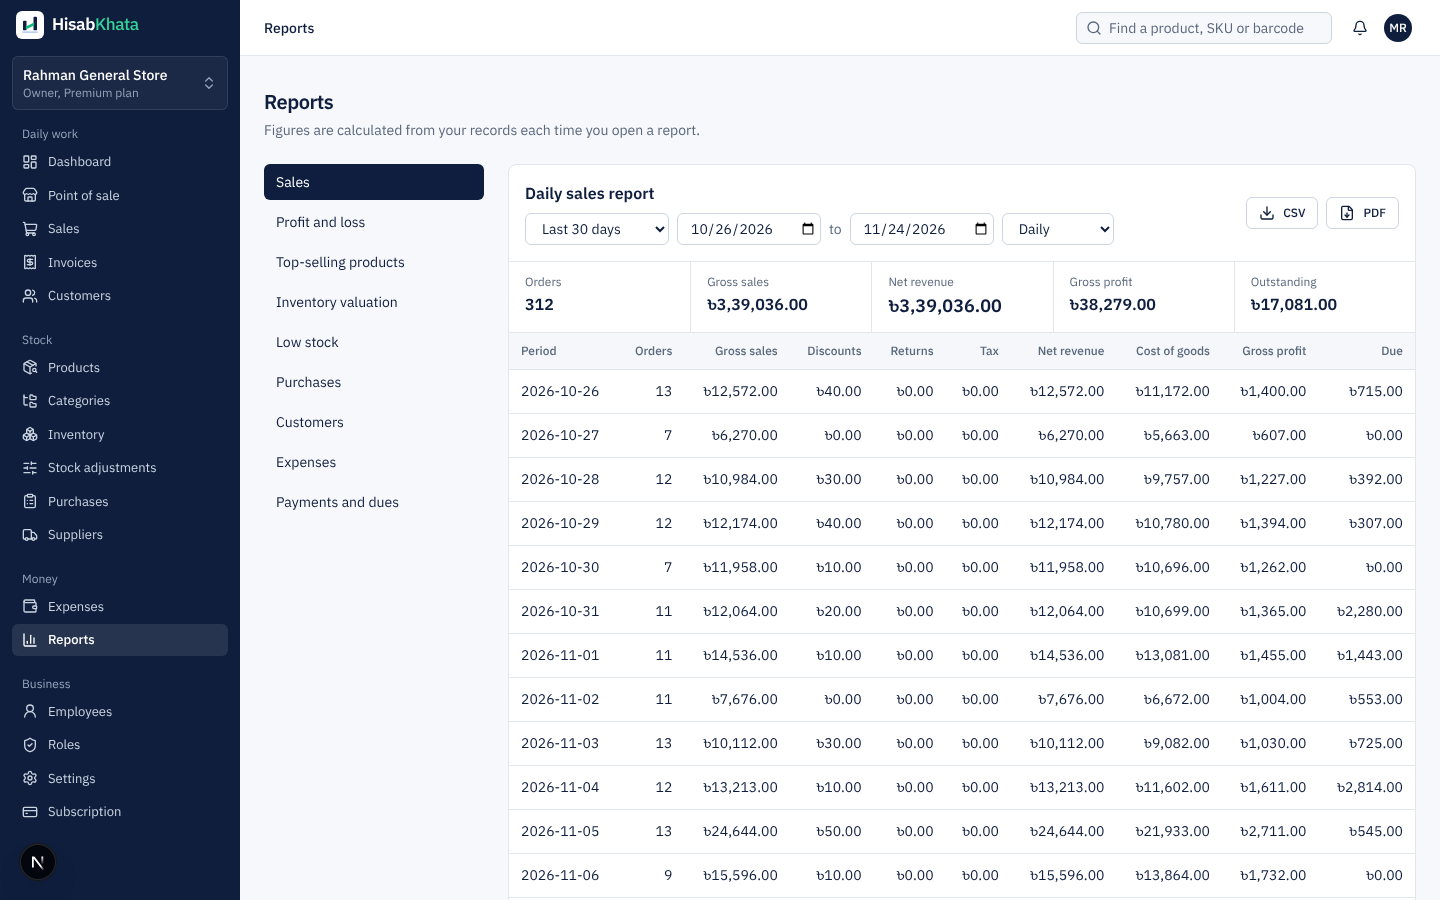 HisabKhata
Rahman General Store
Owner, Premium plan
Daily work
Dashboard
Point of sale
Sales
Invoices
Customers
Stock
Products
Categories
Inventory
Stock adjustments
Purchases
Suppliers
Money
Expenses
Reports
Business
Employees
Roles
Settings
Subscription
N
Reports
Find a product, SKU or barcode
MR
Reports
Figures are calculated from your records each time you open a report.
Sales
Profit and loss
Top-selling products
Inventory valuation
Low stock
Purchases
Customers
Expenses
Payments and dues
Daily sales report
Last 30 days 10/26/2026 to 11/24/2026 Daily
CSV PDF
Orders Gross sales Net revenue Gross profit Outstanding
312 ৳3,39,036.00 ৳3,39,036.00 ৳38,279.00 ৳17,081.00
Period Orders Gross sales Discounts Returns Tax Net revenue Cost of goods Gross profit Due
2026-10-26 13 ৳12,572.00 ৳40.00 ৳0.00 ৳0.00 ৳12,572.00 ৳11,172.00 ৳1,400.00 ৳715.00
2026-10-27 7 ৳6,270.00 ৳0.00 ৳0.00 ৳0.00 ৳6,270.00 ৳5,663.00 ৳607.00 ৳0.00
2026-10-28 12 ৳10,984.00 ৳30.00 ৳0.00 ৳0.00 ৳10,984.00 ৳9,757.00 ৳1,227.00 ৳392.00
2026-10-29 12 ৳12,174.00 ৳40.00 ৳0.00 ৳0.00 ৳12,174.00 ৳10,780.00 ৳1,394.00 ৳307.00
2026-10-30 7 ৳11,958.00 ৳10.00 ৳0.00 ৳0.00 ৳11,958.00 ৳10,696.00 ৳1,262.00 ৳0.00
2026-10-31 11 ৳12,064.00 ৳20.00 ৳0.00 ৳0.00 ৳12,064.00 ৳10,699.00 ৳1,365.00 ৳2,280.00
2026-11-01 11 ৳14,536.00 ৳10.00 ৳0.00 ৳0.00 ৳14,536.00 ৳13,081.00 ৳1,455.00 ৳1,443.00
2026-11-02 11 ৳7,676.00 ৳0.00 ৳0.00 ৳0.00 ৳7,676.00 ৳6,672.00 ৳1,004.00 ৳553.00
2026-11-03 13 ৳10,112.00 ৳30.00 ৳0.00 ৳0.00 ৳10,112.00 ৳9,082.00 ৳1,030.00 ৳725.00
2026-11-04 12 ৳13,213.00 ৳10.00 ৳0.00 ৳0.00 ৳13,213.00 ৳11,602.00 ৳1,611.00 ৳2,814.00
2026-11-05 13 ৳24,644.00 ৳50.00 ৳0.00 ৳0.00 ৳24,644.00 ৳21,933.00 ৳2,711.00 ৳545.00
2026-11-06 9 ৳15,596.00 ৳10.00 ৳0.00 ৳0.00 ৳15,596.00 ৳13,864.00 ৳1,732.00 ৳0.00